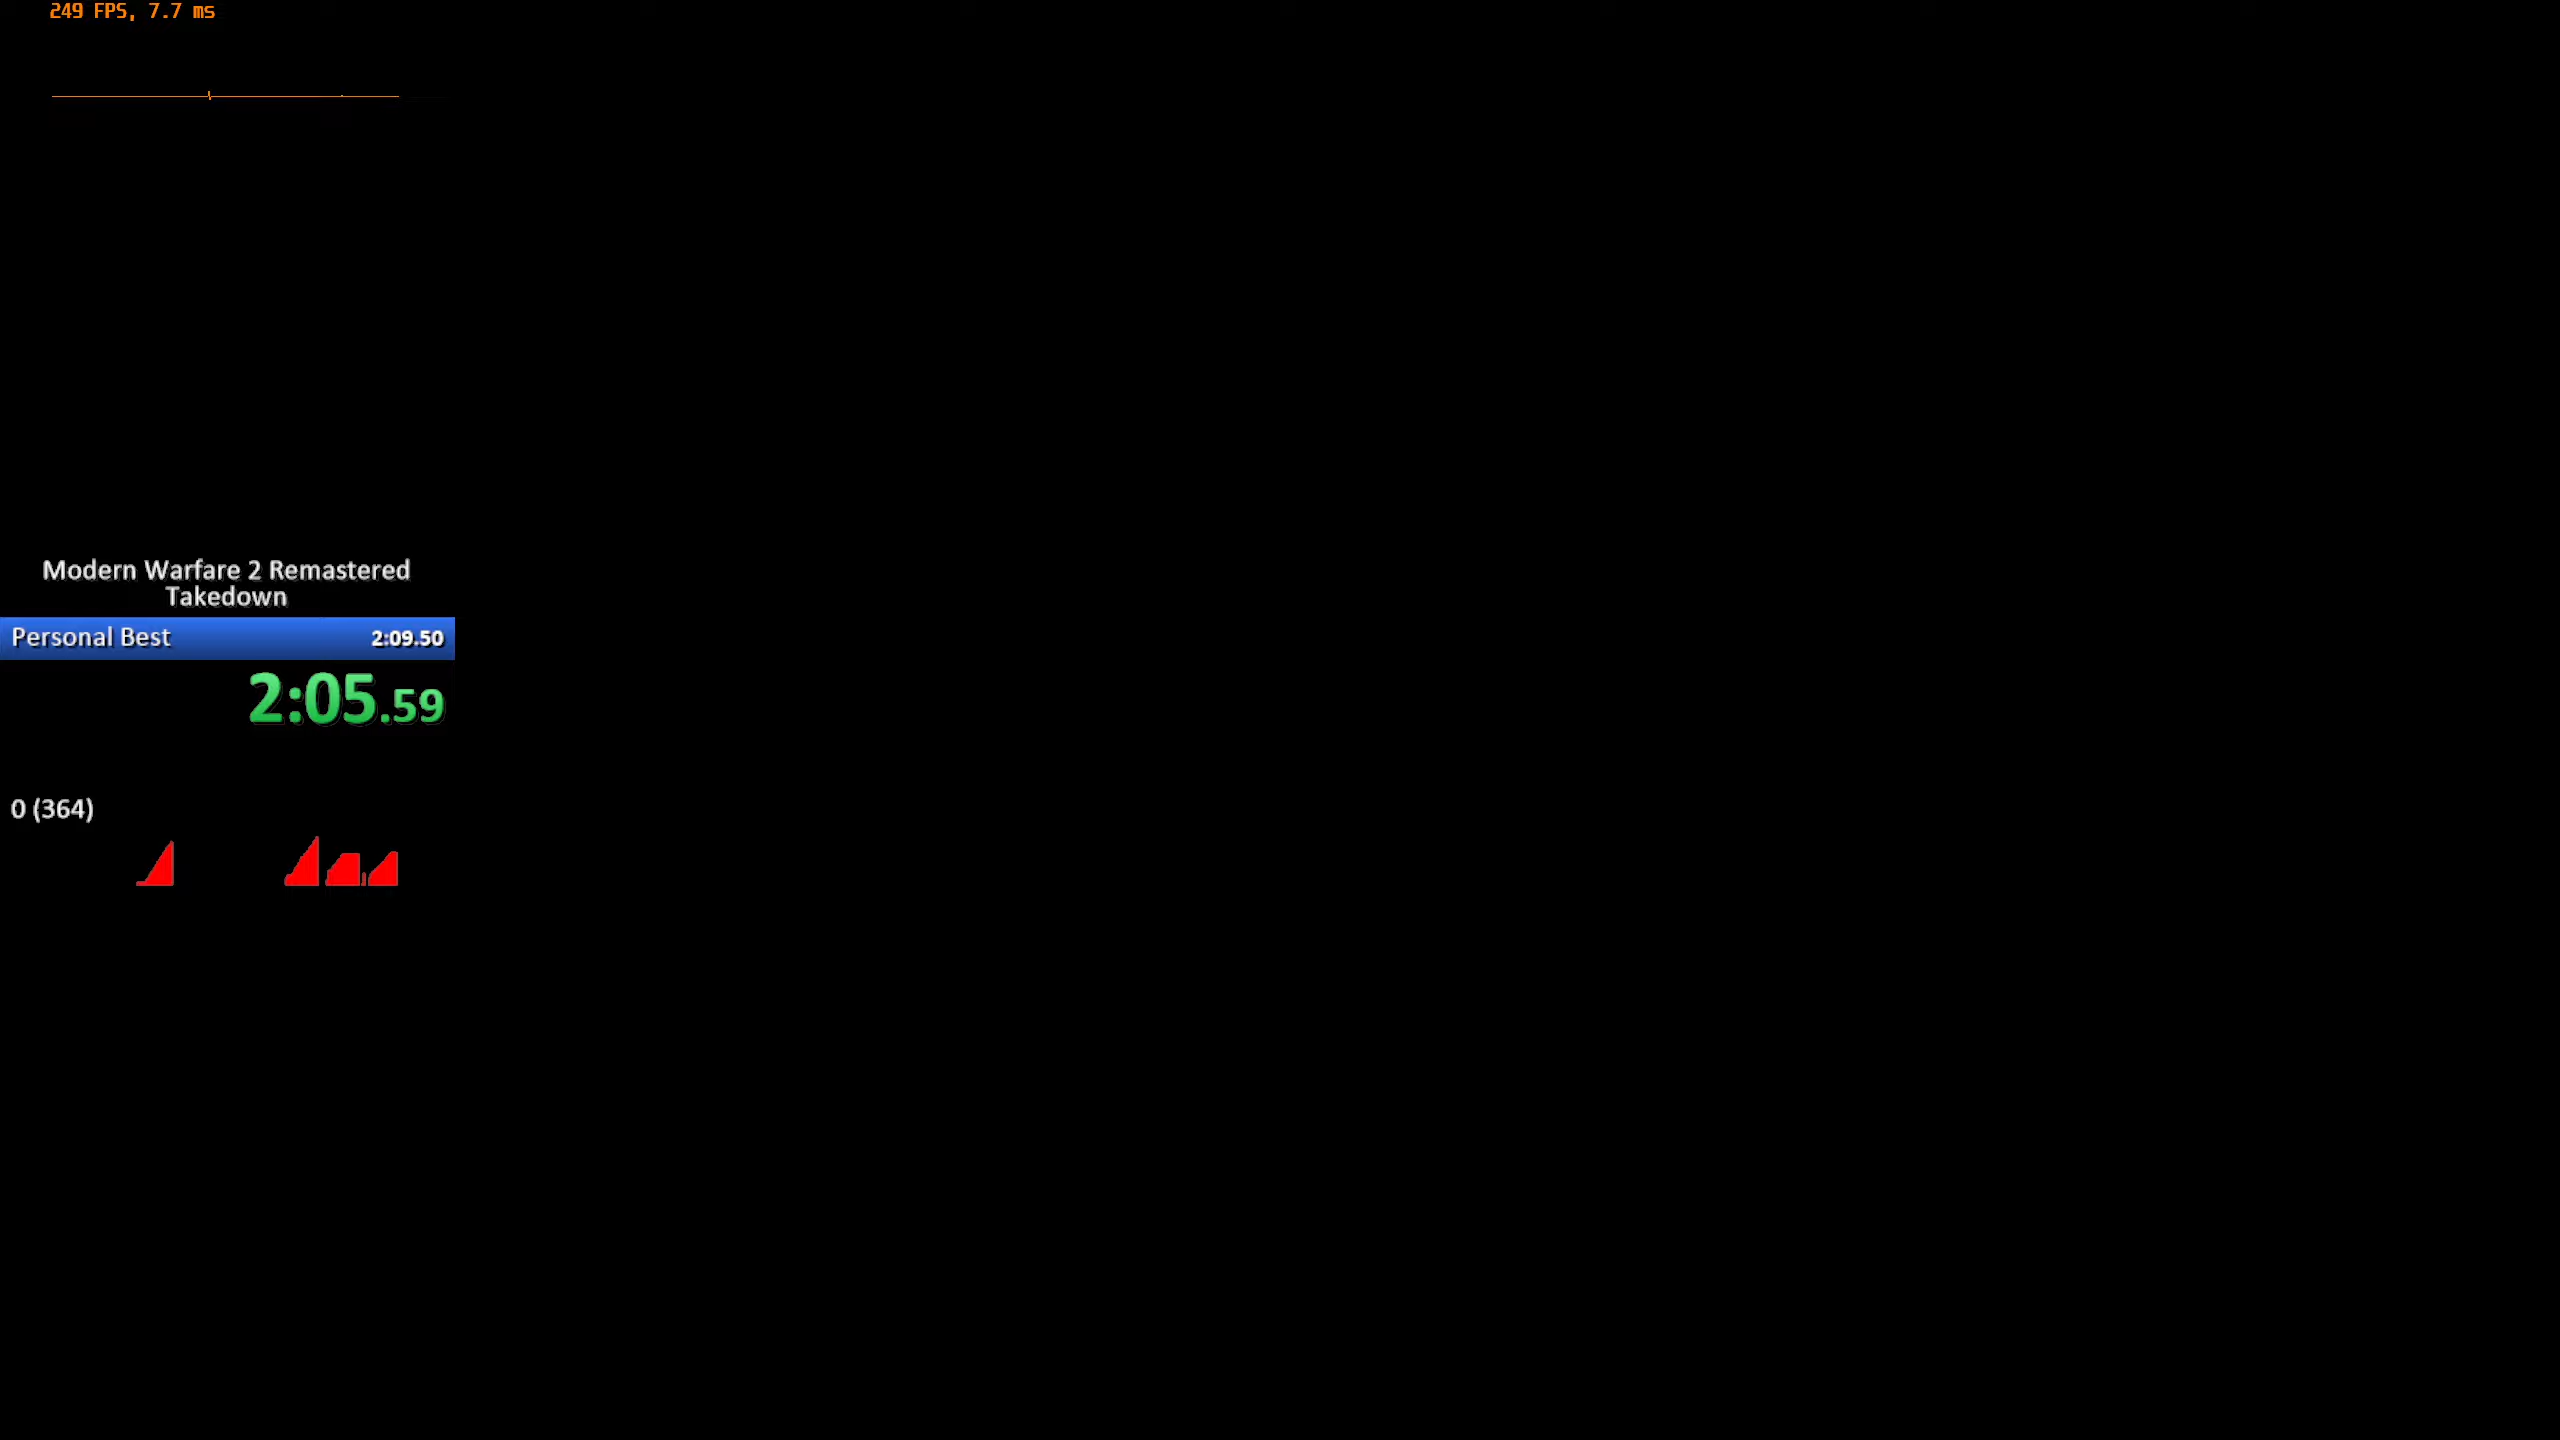 249 FPS, 7.7 ms
Modern Warfare 2 Remastered
Takedown
Personal Best 2:09.50
2:05.59
0 (364)